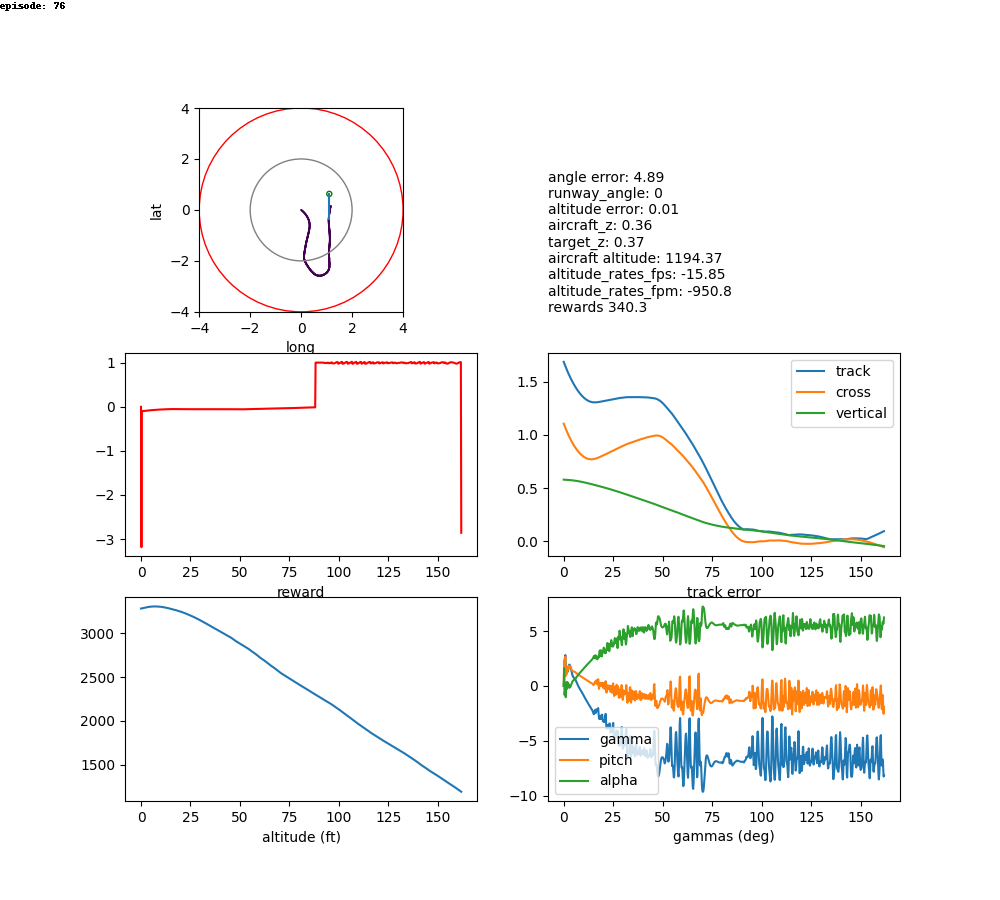 episode: 76
4
2
0
−2
−4
lat
−4 −2 0 2 4
long
angle error: 4.89
runway_angle: 0
altitude error: 0.01
aircraft_z: 0.36
target_z: 0.37
aircraft altitude: 1194.37
altitude_rates_fps: -15.85
altitude_rates_fpm: -950.8
rewards 340.3
1
0
−1
−2
−3
0 25 50 75 100 125 150
reward
1.5
1.0
0.5
0.0
track
cross
vertical
0 25 50 75 100 125 150
track error
3000
2500
2000
1500
0 25 50 75 100 125 150
altitude (ft)
5
0
−5
−10
gamma
pitch
alpha
0 25 50 75 100 125 150
gammas (deg)